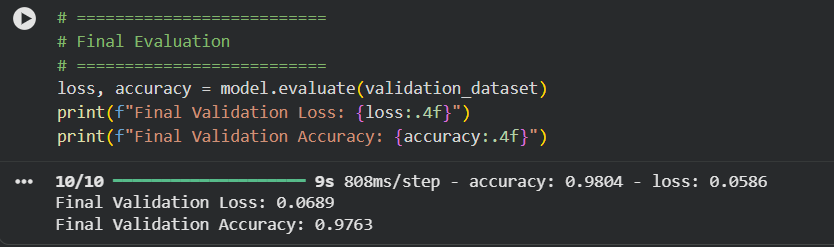 # ==========================
# Final Evaluation
# ==========================
loss, accuracy = model.evaluate(validation_dataset)
print(f"Final Validation Loss: {loss:.4f}")
print(f"Final Validation Accuracy: {accuracy:.4f}")
10/10 ━━━━━━━━━━━━━━━━━━━━ 9s 808ms/step - accuracy: 0.9804 - loss: 0.0586
Final Validation Loss: 0.0689
Final Validation Accuracy: 0.9763